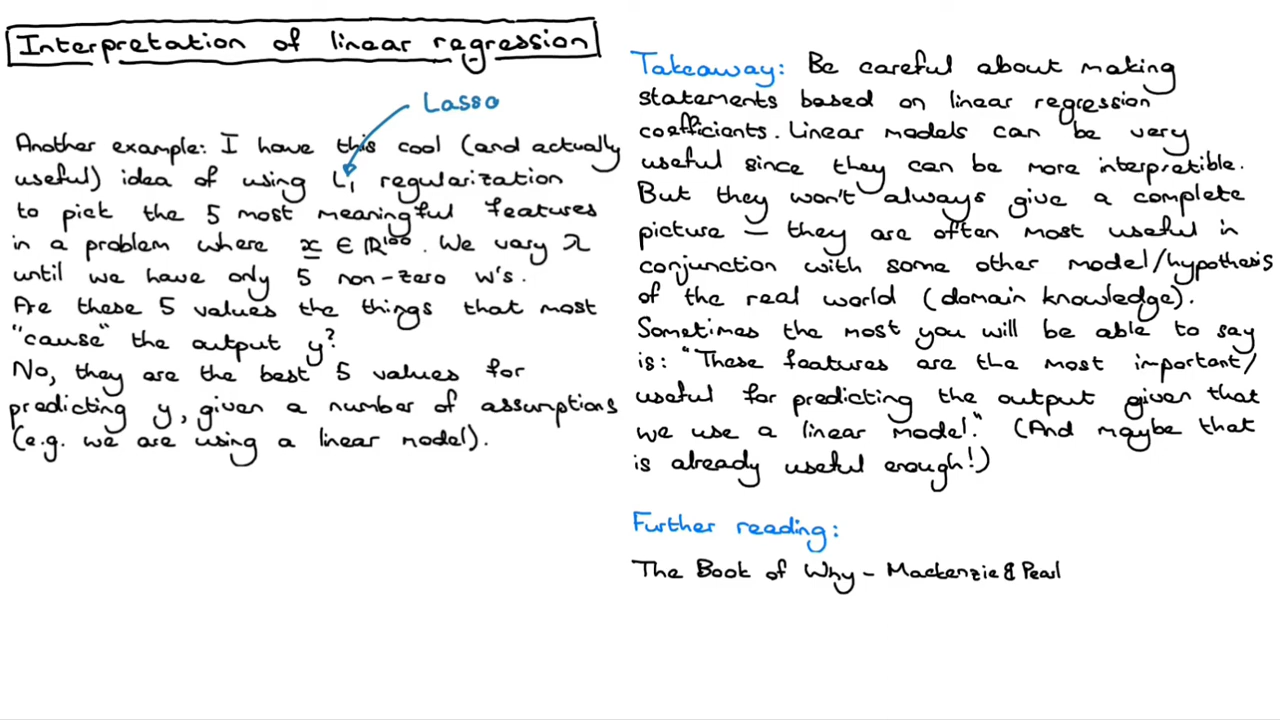 Interpretation of linear regression
Lasso
Another example: I have this cool (and actually
useful) idea of using L₁ regularization
to pick the 5 most meaningful features
in a problem where x ∈ ℝ¹⁰⁰. We vary λ
until we have only 5 non-zero w's.
Are these 5 values the things that most
"cause" the output y?
No, they are the best 5 values for
predicting y, given a number of assumptions
(e.g. we are using a linear model).
Takeaway: Be careful about making
statements based on linear regression
coefficients. Linear models can be very
useful since they can be more interpretible.
But they won't always give a complete
picture — they are often most useful in
conjunction with some other model/hypothesis
of the real world (domain knowledge).
Sometimes the most you will be able to say
is: "These features are the most important/
useful for predicting the output given that
we use a linear model." (And maybe that
is already useful enough!)
Further reading:
The Book of Why - Mackenzie & Pearl